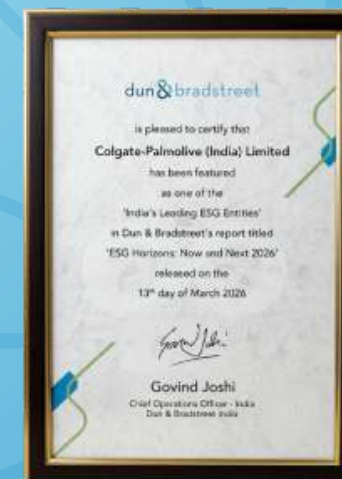 dun & bradstreet
is pleased to certify that
Colgate-Palmolive (India) Limited
has been featured
as one of the
'India's Leading ESG Entities'
in Dun & Bradstreet's report titled
'ESG Horizons: Now and Next 2026'
released on the
13th day of March 2026
Govind Joshi
Govind Joshi
Chief Operations Officer - India
Dun & Bradstreet India